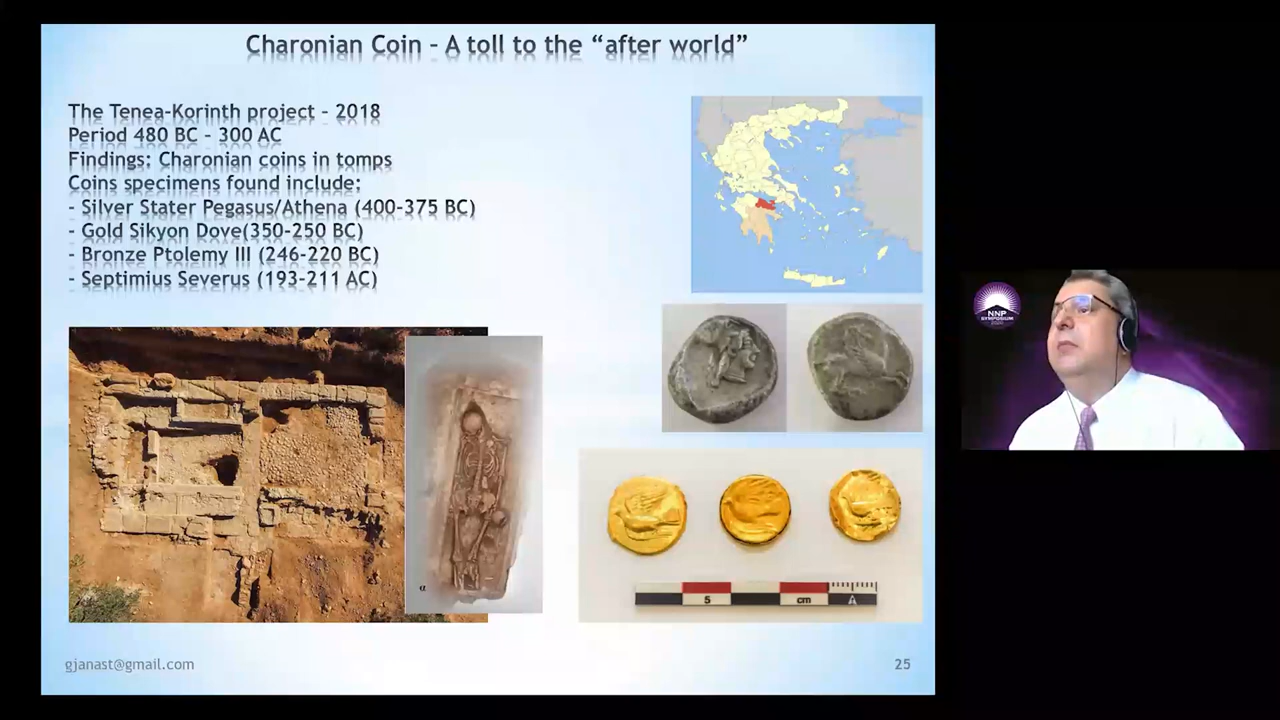 Charonian Coin – A toll to the “after world”
The Tenea-Korinth project – 2018
Period 480 BC – 300 AC
Findings: Charonian coins in tomps
Coins specimens found include:
- Silver Stater Pegasus/Athena (400-375 BC)
- Gold Sikyon Dove(350-250 BC)
- Bronze Ptolemy III (246-220 BC)
- Septimius Severus (193-211 AC)
α
5 cm A
gjanast@gmail.com
25
NNP
SYMPOSIUM